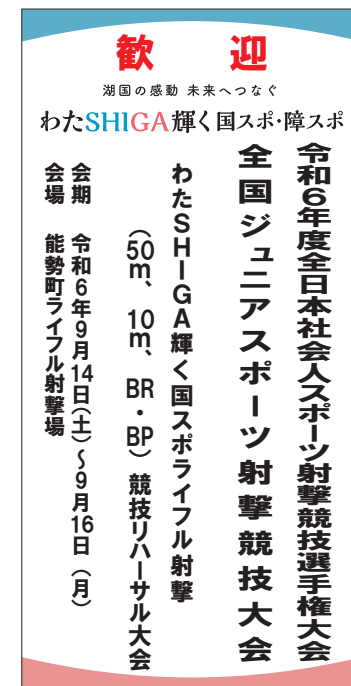 歓迎
湖国の感動 未来へつなぐ
わたSHIGA輝く国スポ・障スポ
令和6年度全日本社会人スポーツ射撃競技選手権大会
全国ジュニアスポーツ射撃競技大会
わたSHIGA輝く国スポライフル射撃
(50m、10m、BR・BP)競技リハーサル大会
会期 令和6年9月14日(土)~9月16日(月)
会場 能勢町ライフル射撃場